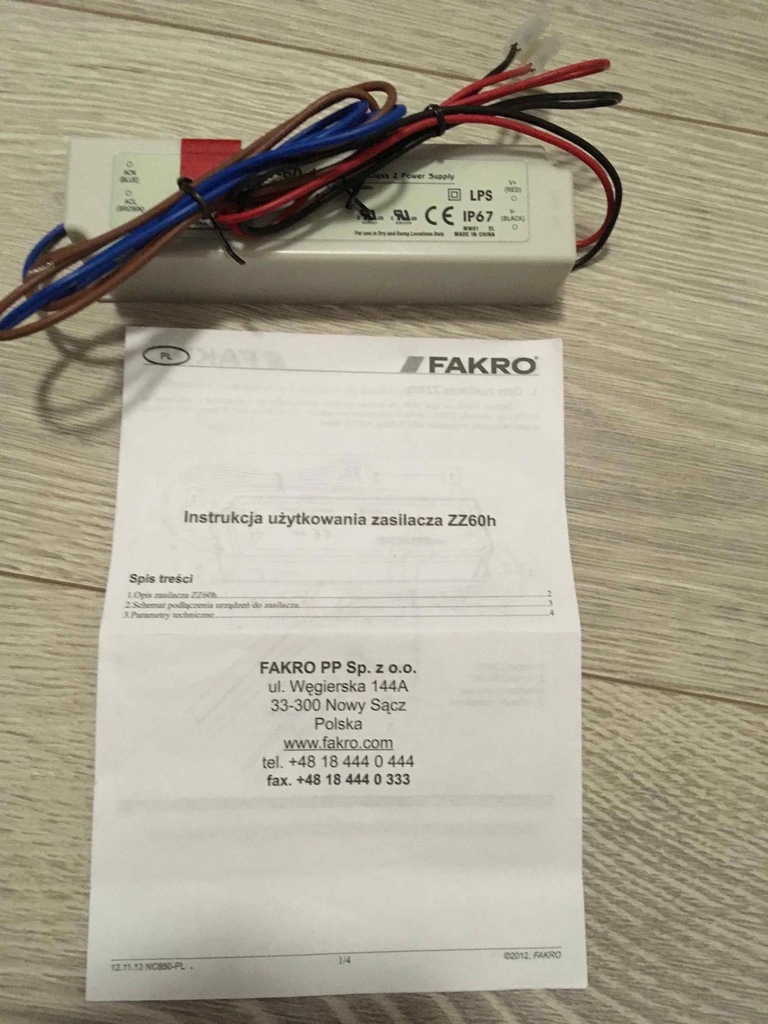 AC/N
(BLUE)
AC/L
(BROWN)
Class 2 Power Supply
LPS
V+
(RED)
V-
(BLACK)
CE IP67
For use in Dry and Damp Locations Only
MADE IN CHINA
PL
FAKRO
Instrukcja użytkowania zasilacza ZZ60h
Spis treści
1.Opis zasilacza ZZ60h 2
2.Schemat podłączenia urządzeń do zasilacza 3
3.Parametry techniczne 4
FAKRO PP Sp. z o.o.
ul. Węgierska 144A
33-300 Nowy Sącz
Polska
www.fakro.com
tel. +48 18 444 0 444
fax. +48 18 444 0 333
12.11.13 NC850-PL 1/4 ©2012, FAKRO